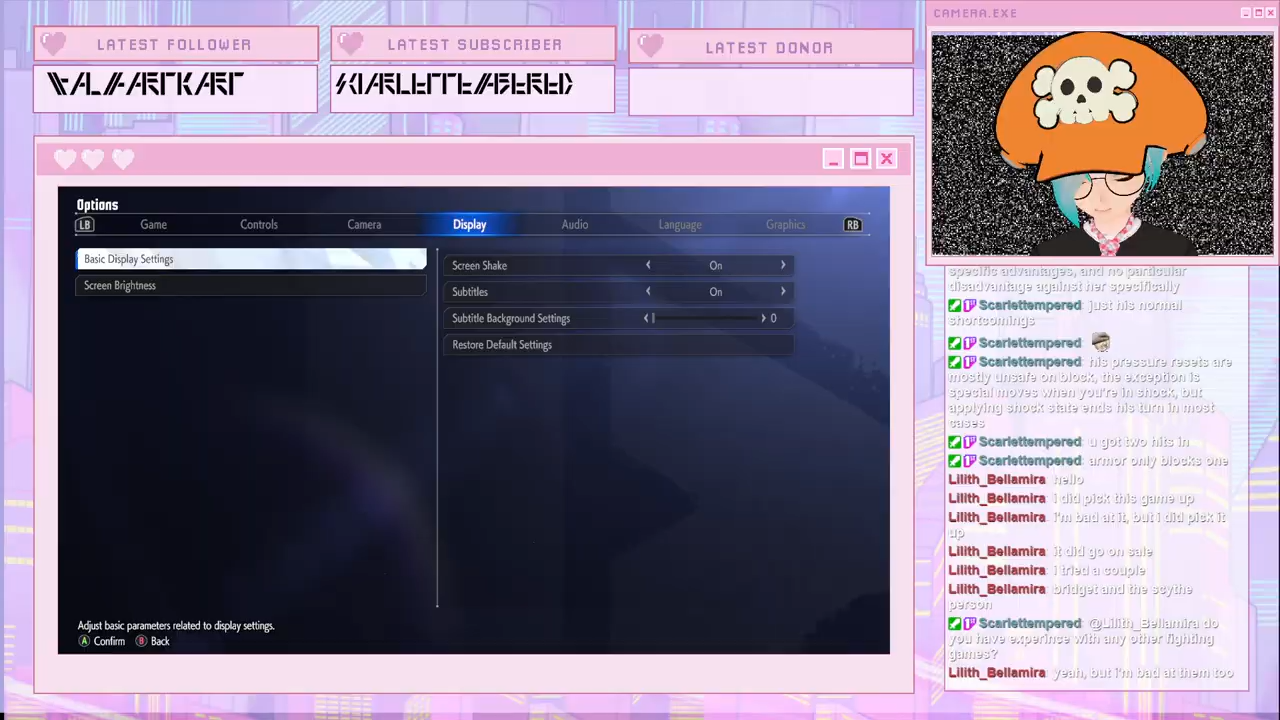 CAMERA.EXE
LATEST FOLLOWER
LATEST SUBSCRIBER
LATEST DONOR
Options
LB
Game
Controls
Camera
Display
Audio
Language
Graphics
RB
Basic Display Settings
Screen Brightness
Screen Shake
On
Subtitles
On
Subtitle Background Settings
0
Restore Default Settings
Adjust basic parameters related to display settings.
A Confirm
B Back
specific advantages, and no particular
disadvantage against her specifically
Scarlettempered: just his normal
shortcomings
Scarlettempered:
Scarlettempered: his pressure resets are
mostly unsafe on block, the exception is
special moves when you're in shock, but
applying shock state ends his turn in most
cases
Scarlettempered: u got two hits in
Scarlettempered: armor only blocks one
Lilith_Bellamira: hello
Lilith_Bellamira: i did pick this game up
Lilith_Bellamira: i'm bad at it, but i did pick it
up
Lilith_Bellamira: it did go on sale
Lilith_Bellamira: i tried a couple
Lilith_Bellamira: bridget and the scythe
person
Scarlettempered: @Lilith_Bellamira do
you have experince with any other fighting
games?
Lilith_Bellamira: yeah, but i'm bad at them too